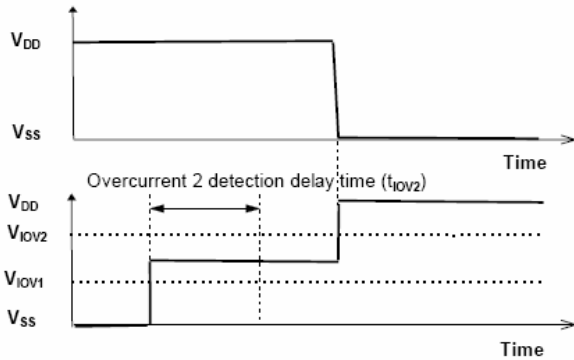 VDD
VSS
Time
Overcurrent 2 detection delay time (tIOV2)
VDD
VIOV2
VIOV1
VSS
Time